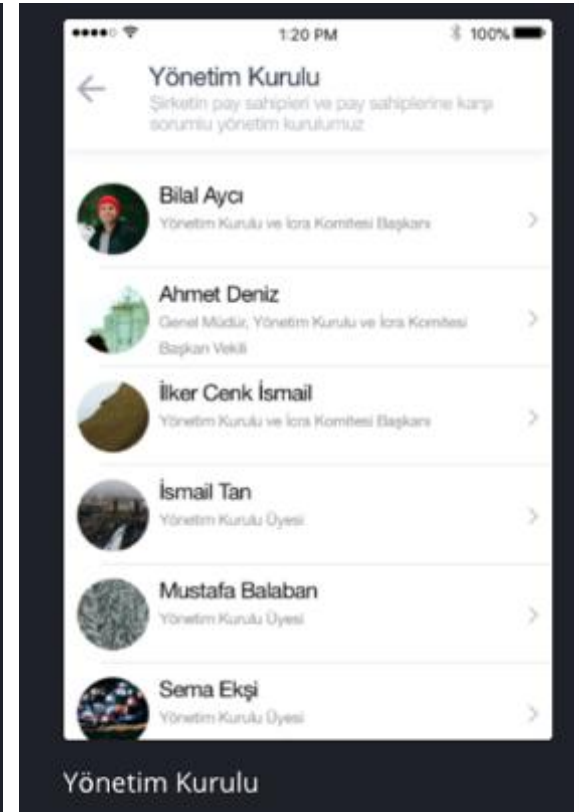 1:20 PM
100%
Yönetim Kurulu
Şirketin pay sahipleri ve pay sahiplerine karşı
sorumlu yönetim kurulumuz
Bilal Aycı
Yönetim Kurulu ve İcra Komitesi Başkanı
Ahmet Deniz
Genel Müdür, Yönetim Kurulu ve İcra Komitesi
Başkan Vekili
İlker Cenk İsmail
Yönetim Kurulu ve İcra Komitesi Başkanı
İsmail Tan
Yönetim Kurulu Üyesi
Mustafa Balaban
Yönetim Kurulu Üyesi
Sema Ekşi
Yönetim Kurulu Üyesi
Yönetim Kurulu